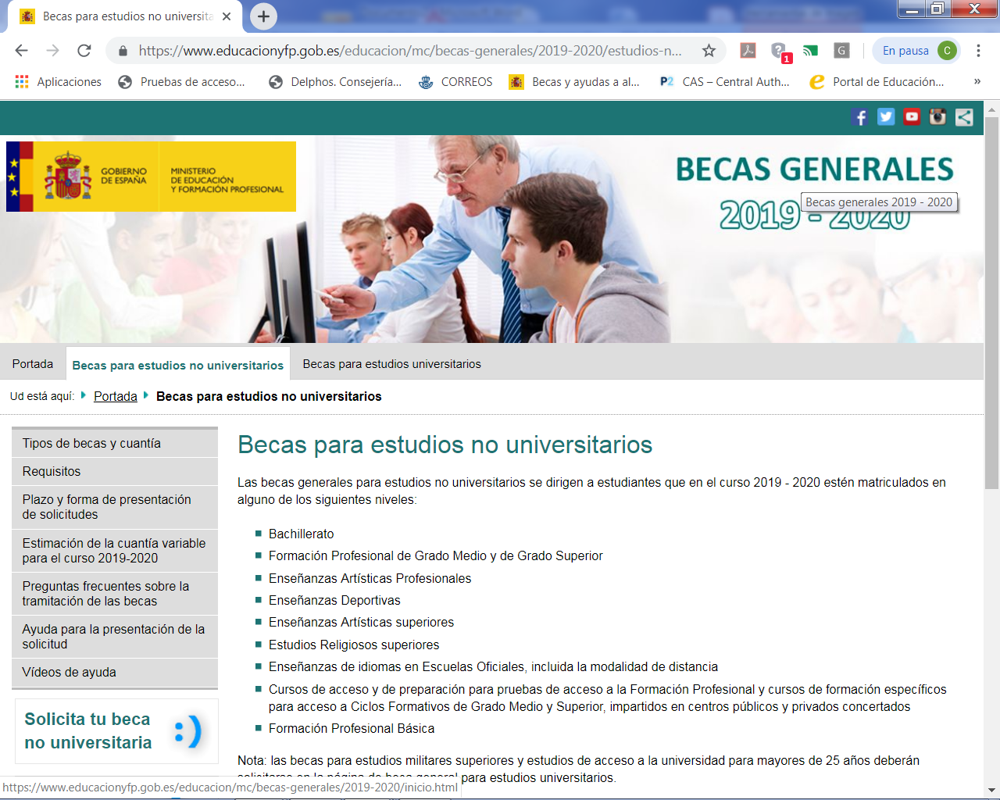 Becas para estudios no universita
https://www.educacionyfp.gob.es/educacion/mc/becas-generales/2019-2020/estudios-n...
1
G
En pausa C
Aplicaciones Pruebas de acceso... Delphos. Consejería... CORREOS Becas y ayudas a al... P2 CAS – Central Auth... Portal de Educación... »
GOBIERNO DE ESPAÑA
MINISTERIO DE EDUCACIÓN Y FORMACIÓN PROFESIONAL
BECAS GENERALES
Becas generales 2019 - 2020
2019 - 2020
Portada Becas para estudios no universitarios Becas para estudios universitarios
Ud está aquí: Portada Becas para estudios no universitarios
Tipos de becas y cuantía
Requisitos
Plazo y forma de presentación
de solicitudes
Estimación de la cuantía variable
para el curso 2019-2020
Preguntas frecuentes sobre la
tramitación de las becas
Ayuda para la presentación de la
solicitud
Vídeos de ayuda
Solicita tu beca
no universitaria :)
Becas para estudios no universitarios
Las becas generales para estudios no universitarios se dirigen a estudiantes que en el curso 2019 - 2020 estén matriculados en
alguno de los siguientes niveles:
Bachillerato
Formación Profesional de Grado Medio y de Grado Superior
Enseñanzas Artísticas Profesionales
Enseñanzas Deportivas
Enseñanzas Artísticas superiores
Estudios Religiosos superiores
Enseñanzas de idiomas en Escuelas Oficiales, incluida la modalidad de distancia
Cursos de acceso y de preparación para pruebas de acceso a la Formación Profesional y cursos de formación específicos
para acceso a Ciclos Formativos de Grado Medio y Superior, impartidos en centros públicos y privados concertados
Formación Profesional Básica
Nota: las becas para estudios militares superiores y estudios de acceso a la universidad para mayores de 25 años deberán
para estudios universitarios.
https://www.educacionyfp.gob.es/educacion/mc/becas-generales/2019-2020/inicio.html